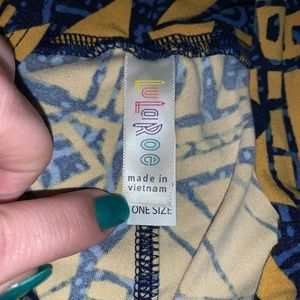 LuLaRoe
made in
vietnam
ONE SIZE